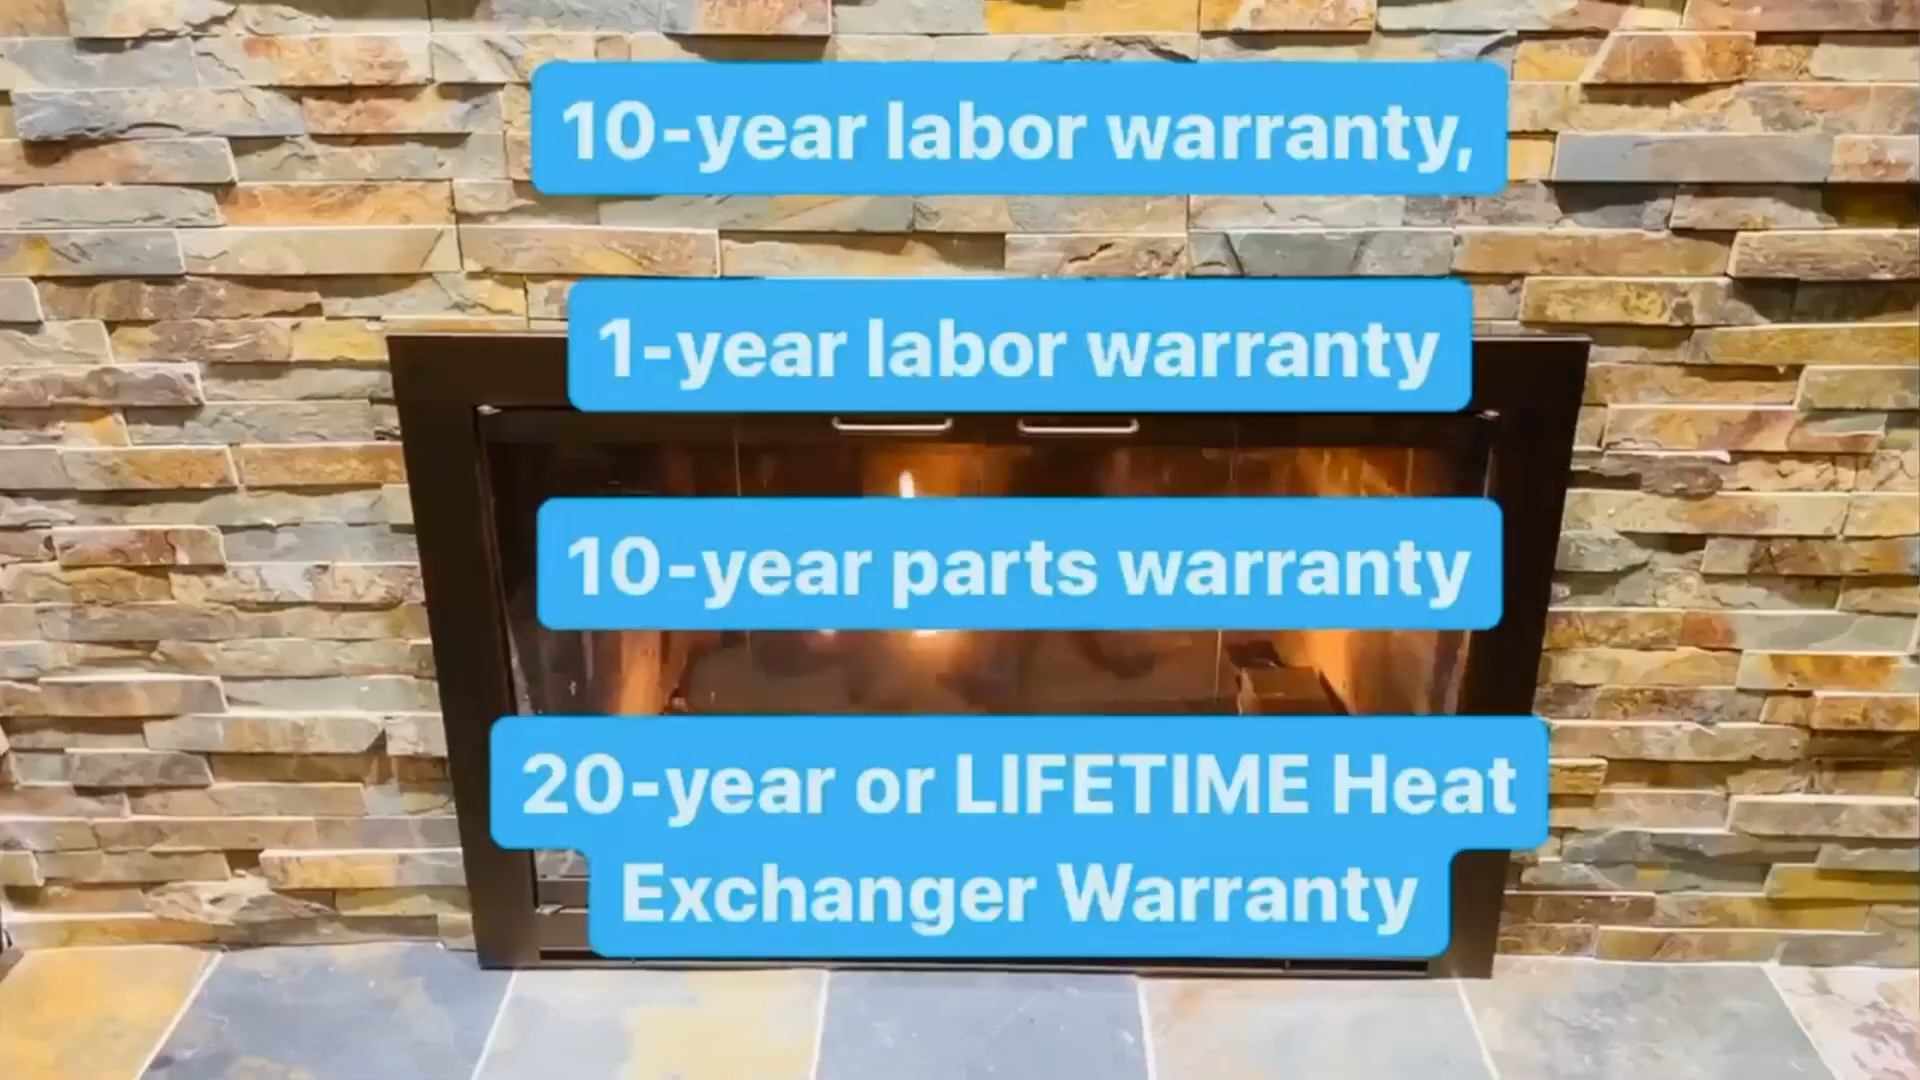 10-year labor warranty,
1-year labor warranty
10-year parts warranty
20-year or LIFETIME Heat
Exchanger Warranty